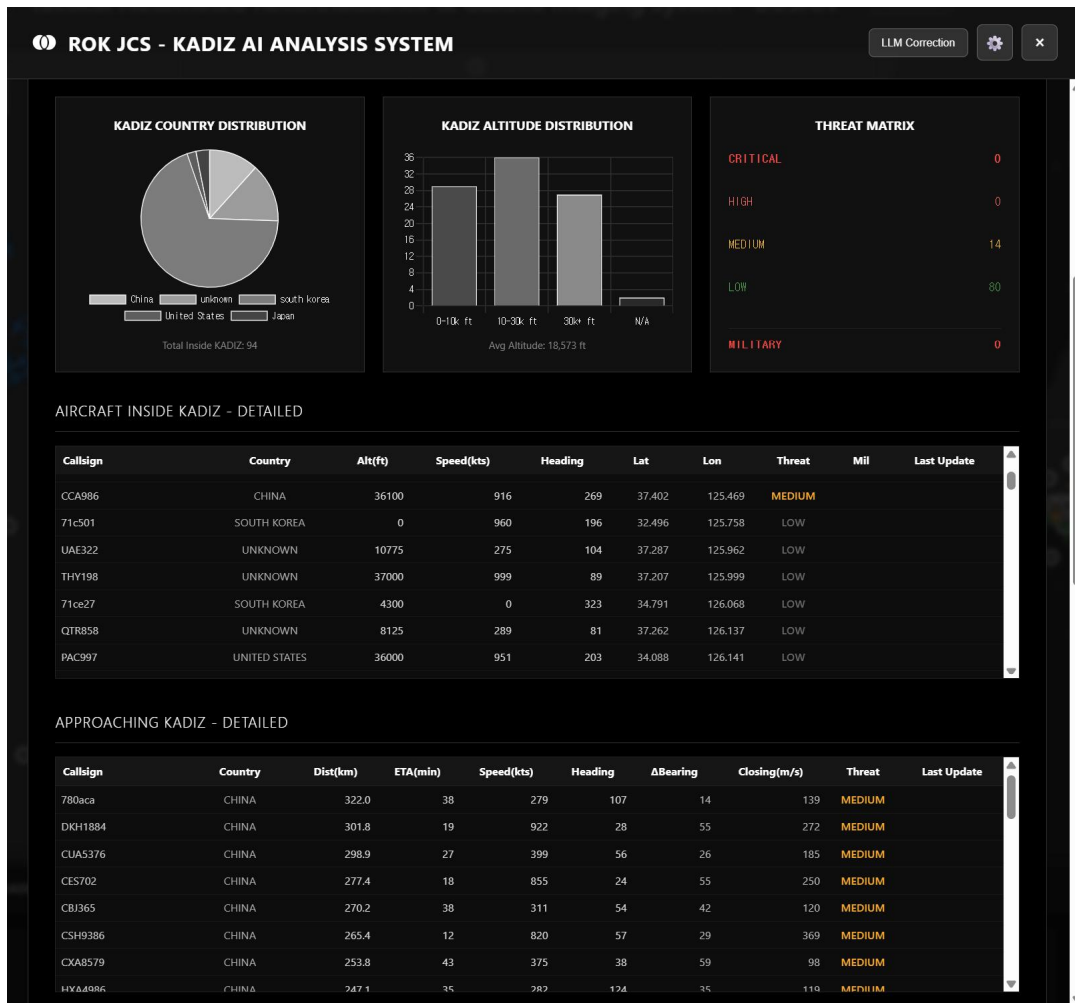 ROK JCS - KADIZ AI ANALYSIS SYSTEM
LLM Correction
×
KADIZ COUNTRY DISTRIBUTION
China unknown south korea
United States Japan
Total Inside KADIZ: 94
KADIZ ALTITUDE DISTRIBUTION
36
32
28
24
20
16
12
8
4
0
0-10k ft 10-30k ft 30k+ ft N/A
Avg Altitude: 18,573 ft
THREAT MATRIX
CRITICAL 0
HIGH 0
MEDIUM 14
LOW 80
MILITARY 0
AIRCRAFT INSIDE KADIZ - DETAILED
Callsign Country Alt(ft) Speed(kts) Heading Lat Lon Threat Mil Last Update
CCA986 CHINA 36100 916 269 37.402 125.469 MEDIUM
71c501 SOUTH KOREA 0 960 196 32.496 125.758 LOW
UAE322 UNKNOWN 10775 275 104 37.287 125.962 LOW
THY198 UNKNOWN 37000 999 89 37.207 125.999 LOW
71ce27 SOUTH KOREA 4300 0 323 34.791 126.068 LOW
QTR858 UNKNOWN 8125 289 81 37.262 126.137 LOW
PAC997 UNITED STATES 36000 951 203 34.088 126.141 LOW
APPROACHING KADIZ - DETAILED
Callsign Country Dist(km) ETA(min) Speed(kts) Heading ΔBearing Closing(m/s) Threat Last Update
780aca CHINA 322.0 38 279 107 14 139 MEDIUM
DKH1884 CHINA 301.8 19 922 28 55 272 MEDIUM
CUA5376 CHINA 298.9 27 399 56 26 185 MEDIUM
CES702 CHINA 277.4 18 855 24 55 250 MEDIUM
CBJ365 CHINA 270.2 38 311 54 42 120 MEDIUM
CSH9386 CHINA 265.4 12 820 57 29 369 MEDIUM
CXA8579 CHINA 253.8 43 375 38 59 98 MEDIUM
HXA4986 CHINA 247.1 35 282 124 35 119 MEDIUM